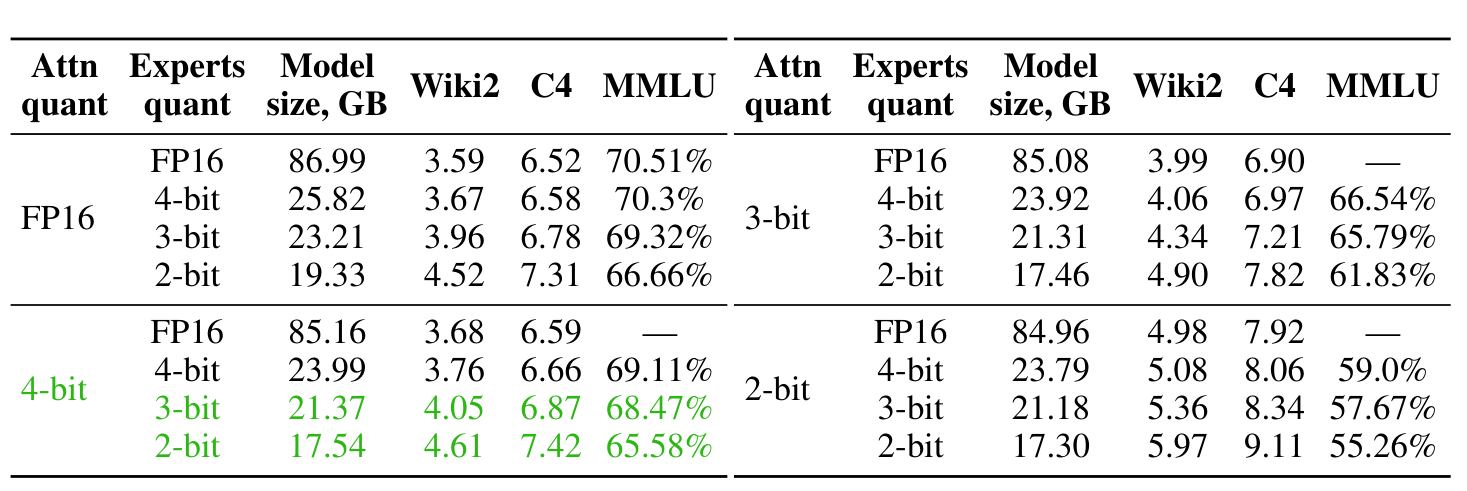 Attn Experts Model Wiki2 C4 MMLU Attn Experts Model Wiki2 C4 MMLU
quant quant size, GB quant quant size, GB
FP16 86.99 3.59 6.52 70.51% FP16 85.08 3.99 6.90 —
FP16 4-bit 25.82 3.67 6.58 70.3% 3-bit 4-bit 23.92 4.06 6.97 66.54%
3-bit 23.21 3.96 6.78 69.32% 3-bit 21.31 4.34 7.21 65.79%
2-bit 19.33 4.52 7.31 66.66% 2-bit 17.46 4.90 7.82 61.83%
FP16 85.16 3.68 6.59 — FP16 84.96 4.98 7.92 —
4-bit 4-bit 23.99 3.76 6.66 69.11% 2-bit 4-bit 23.79 5.08 8.06 59.0%
3-bit 21.37 4.05 6.87 68.47% 3-bit 21.18 5.36 8.34 57.67%
2-bit 17.54 4.61 7.42 65.58% 2-bit 17.30 5.97 9.11 55.26%